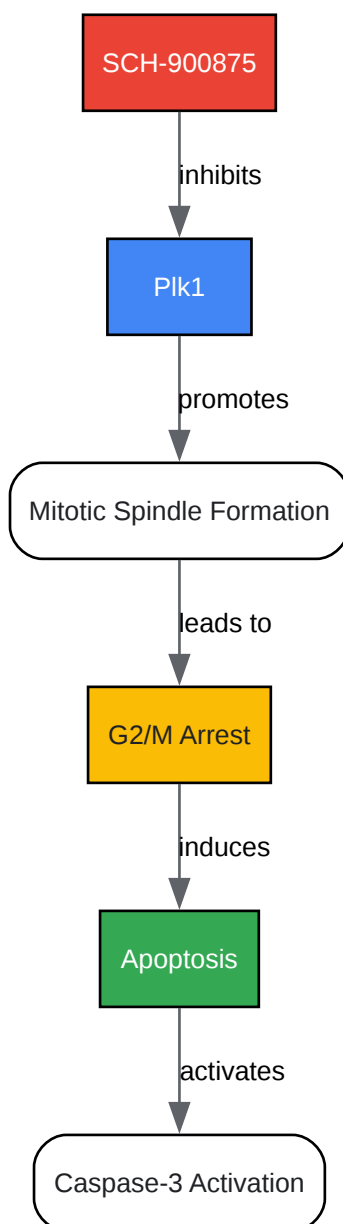 SCH-900875
inhibits
Plk1
promotes
Mitotic Spindle Formation
leads to
G2/M Arrest
induces
Apoptosis
activates
Caspase-3 Activation